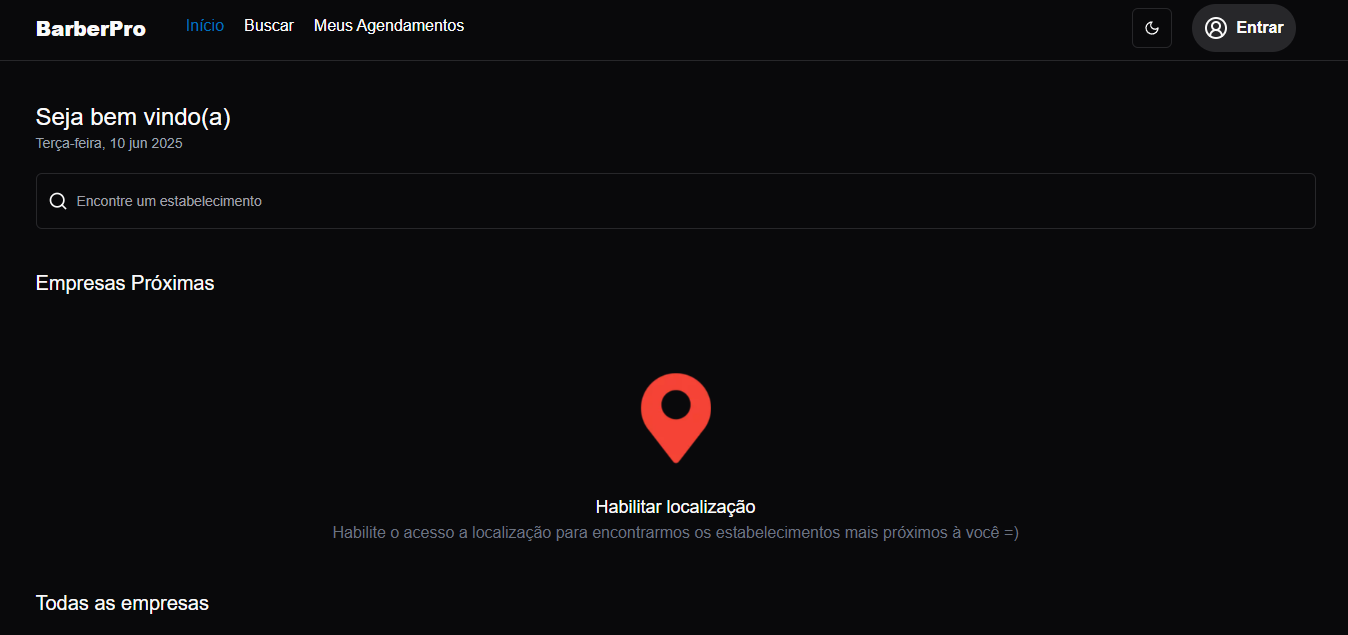 BarberPro Início Buscar Meus Agendamentos Entrar
Seja bem vindo(a)
Terça-feira, 10 jun 2025
Encontre um estabelecimento
Empresas Próximas
Habilitar localização
Habilite o acesso a localização para encontrarmos os estabelecimentos mais próximos à você =)
Todas as empresas